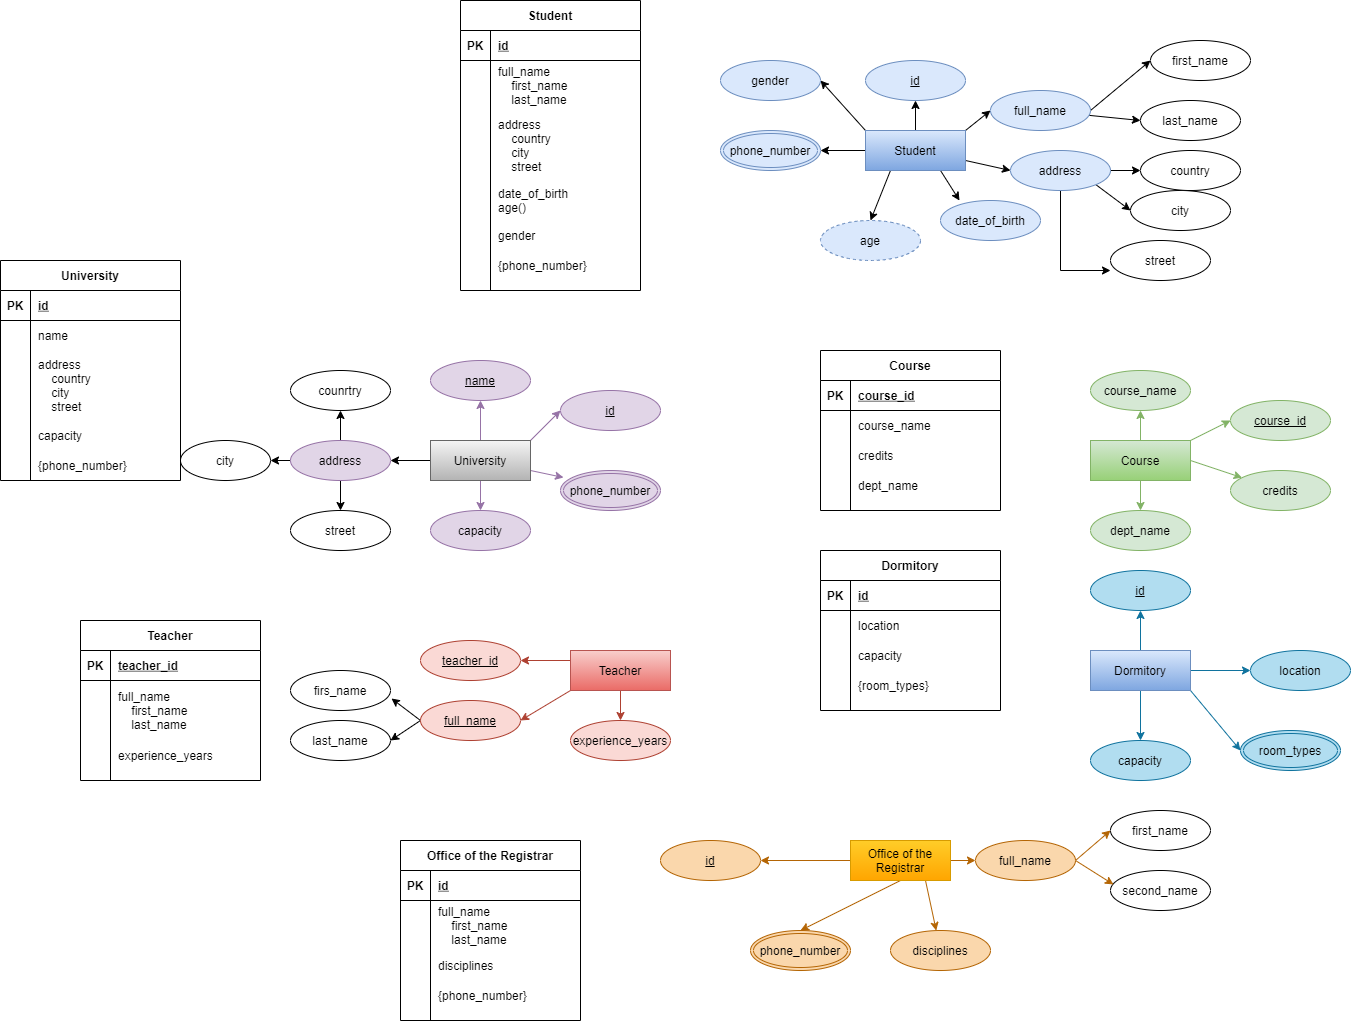 Student
PK id
full_name
first_name
last_name
address
country
city
street
date_of_birth
age()
gender
{phone_number}
gender
id
full_name
first_name
last_name
phone_number
Student
address
country
city
street
age
date_of_birth
University
PK id
name
address
country
city
street
capacity
{phone_number}
counrtry
name
id
city
address
University
phone_number
street
capacity
Course
PK course_id
course_name
credits
dept_name
course_name
course_id
Course
credits
dept_name
Dormitory
PK id
location
capacity
{room_types}
id
Dormitory
location
capacity
room_types
Teacher
PK teacher_id
full_name
first_name
last_name
experience_years
teacher_id
Teacher
firs_name
full_name
last_name
experience_years
Office of the Registrar
PK id
full_name
first_name
last_name
disciplines
{phone_number}
id
Office of the
Registrar
full_name
first_name
second_name
phone_number
disciplines